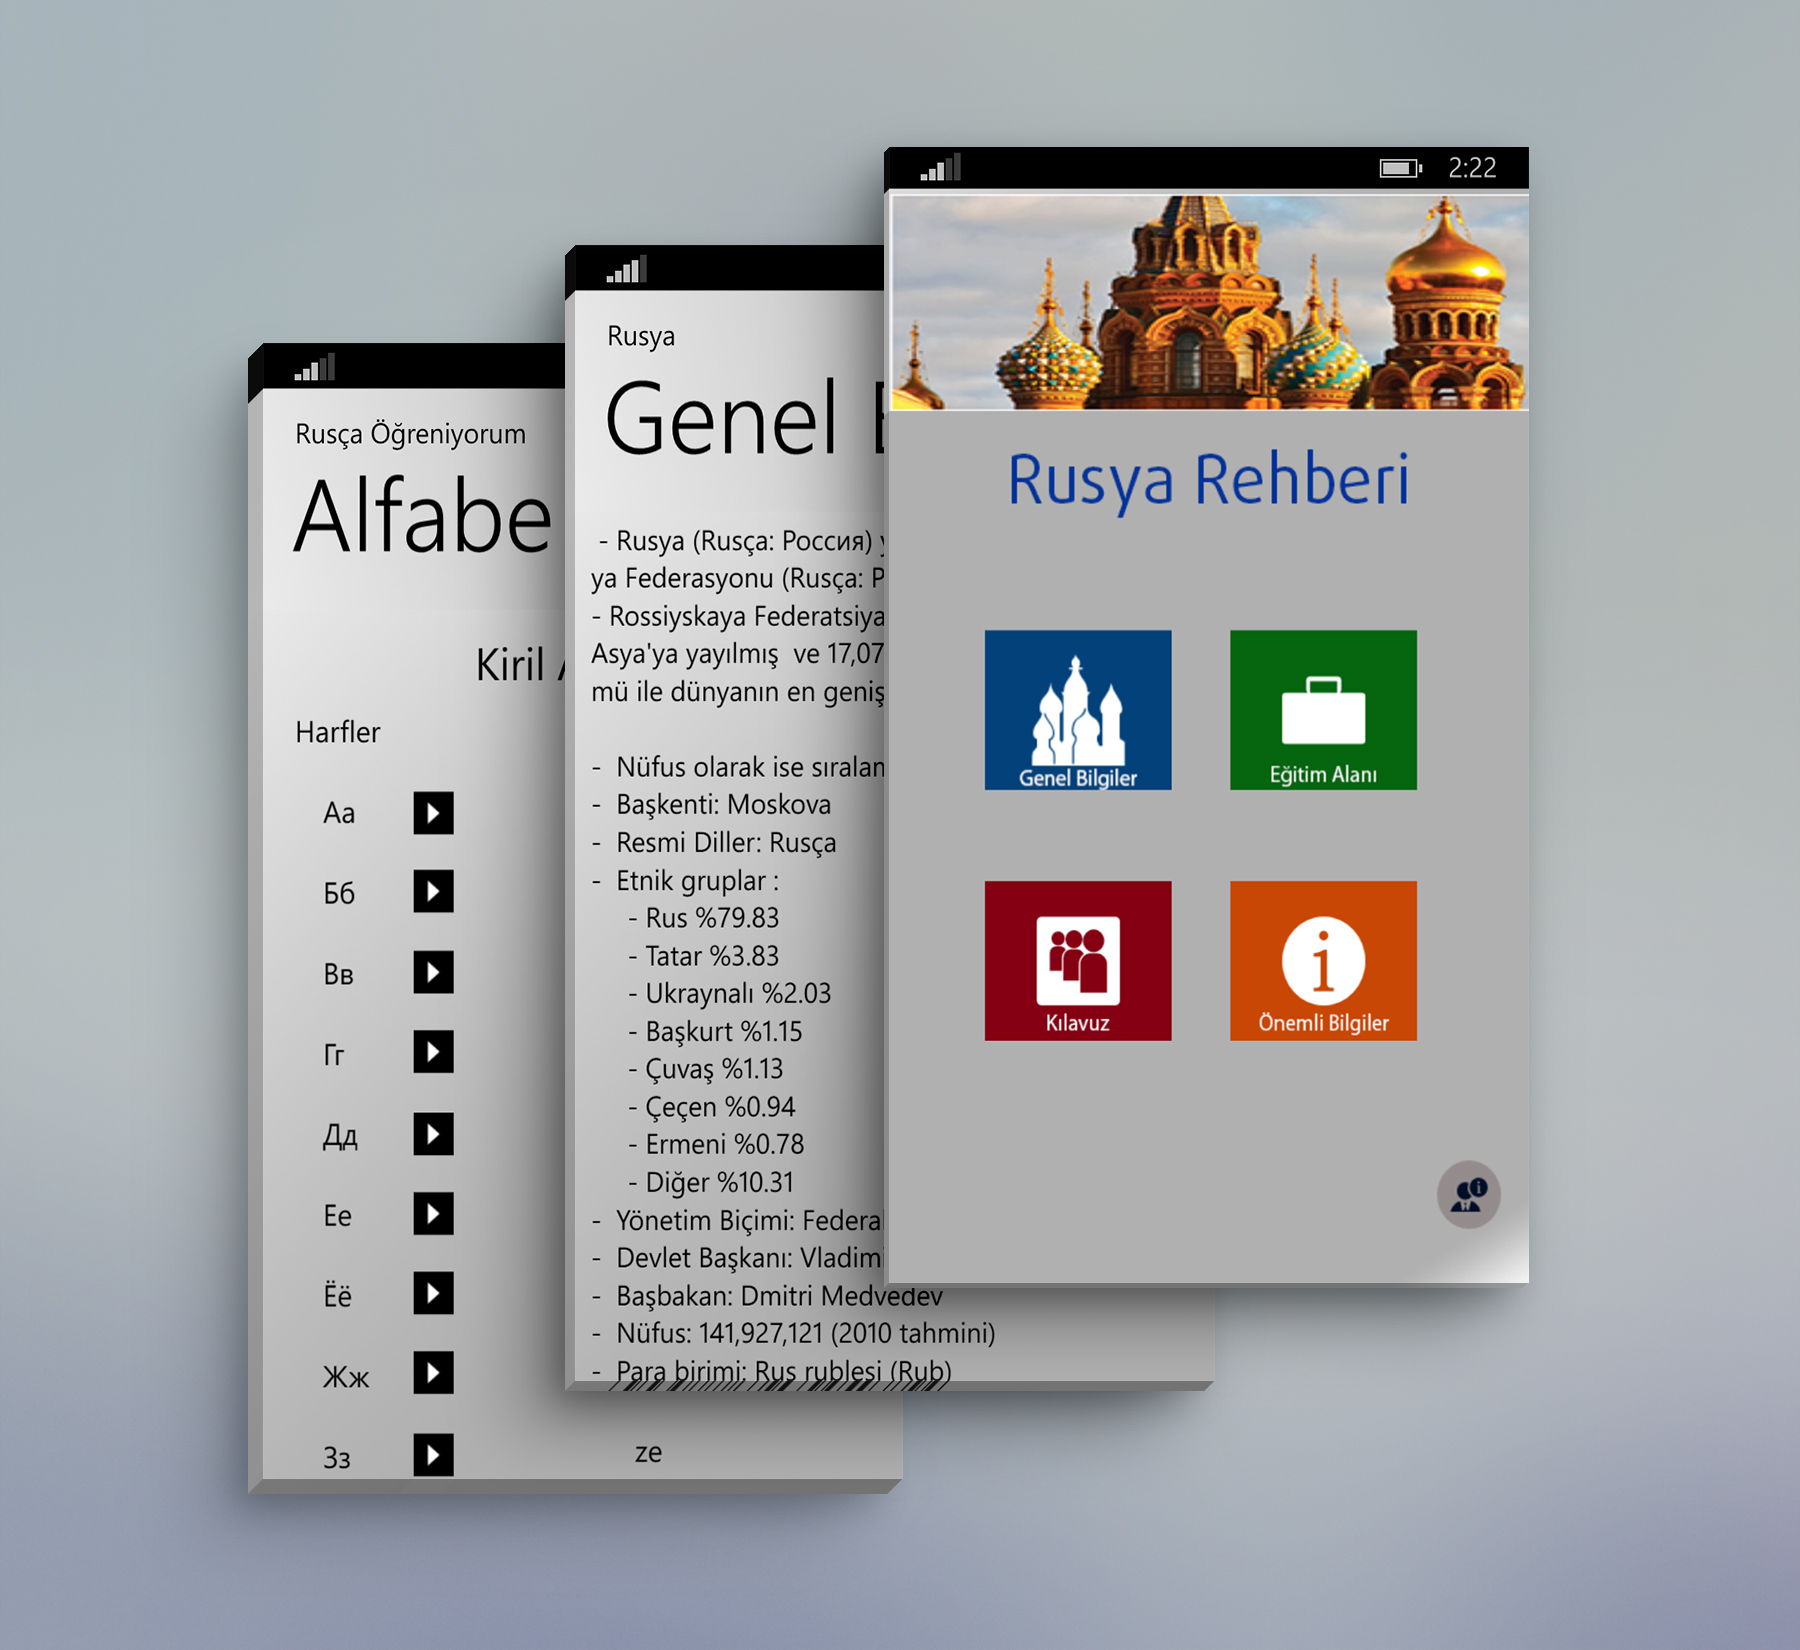 Rusça Öğreniyorum
Alfabe
Kiril
Harfler
Аа
Бб
Вв
Гг
Дд
Ее
Ёё
Жж
Зз
ze
Rusya
Genel
- Rusya (Rusça: Россия)
ya Federasyonu (Rusça:
- Rossiyskaya Federatsiya
Asya'ya yayılmış ve 17,07
mü ile dünyanın en geniş
- Nüfus olarak ise
- Başkenti: Moskova
- Resmi Diller: Rusça
- Etnik gruplar :
- Rus %79.83
- Tatar %3.83
- Ukraynalı %2.03
- Başkurt %1.15
- Çuvaş %1.13
- Çeçen %0.94
- Ermeni %0.78
- Diğer %10.31
- Yönetim Biçimi: Federal
- Devlet Başkanı:
- Başbakan: Dmitri Medvedev
- Nüfus: 141,927,121 (2010 tahmini)
- Para birimi: Rus rublesi (Rub)
2:22
Rusya Rehberi
Genel Bilgiler
Eğitim Alanı
Kılavuz
Önemli Bilgiler